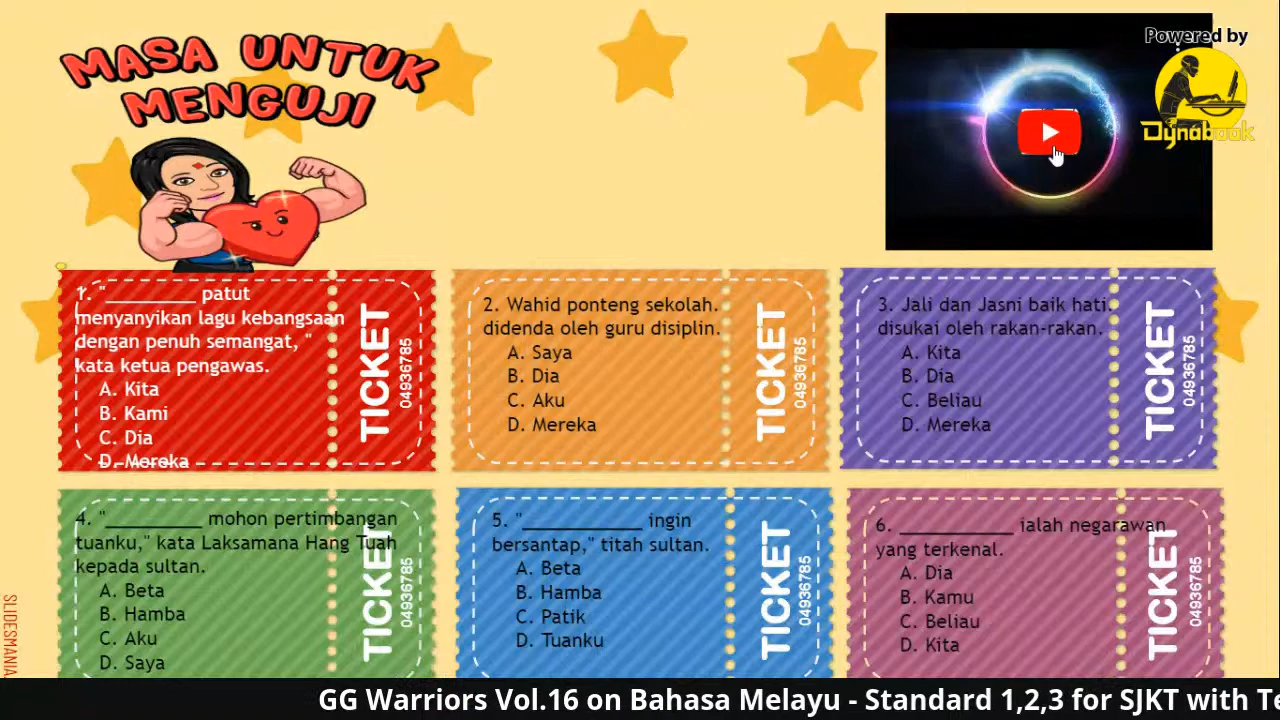 MASA UNTUK
MENGUJI
Powered by
Dynabook
1. "_________ patut
menyanyikan lagu kebangsaan
dengan penuh semangat, "
kata ketua pengawas.
A. Kita
B. Kami
C. Dia
D. Mereka
TICKET
04936785
2. Wahid ponteng sekolah.
didenda oleh guru disiplin.
A. Saya
B. Dia
C. Aku
D. Mereka
TICKET
04936785
3. Jali dan Jasni baik hati.
disukai oleh rakan-rakan.
A. Kita
B. Dia
C. Beliau
D. Mereka
TICKET
04936785
4. "__________ mohon pertimbangan
tuanku," kata Laksamana Hang Tuah
kepada sultan.
A. Beta
B. Hamba
C. Aku
D. Saya
TICKET
04936785
5. "____________ ingin
bersantap," titah sultan.
A. Beta
B. Hamba
C. Patik
D. Tuanku
TICKET
04936785
6. ____________ ialah negarawan
yang terkenal.
A. Dia
B. Kamu
C. Beliau
D. Kita
TICKET
04936785
SLIDESMANIA
GG Warriors Vol.16 on Bahasa Melayu - Standard 1,2,3 for SJKT with